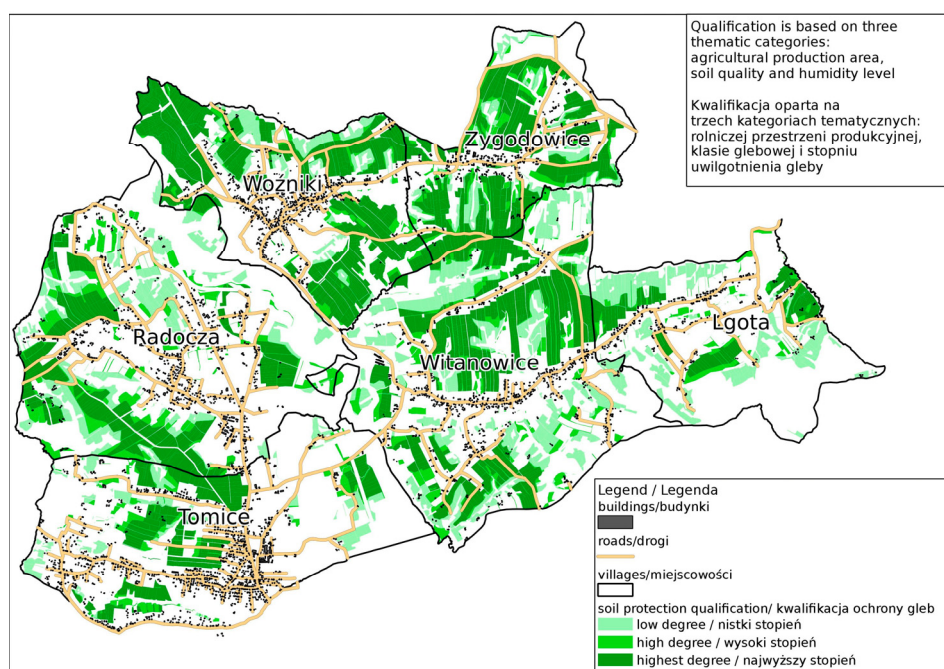 Qualification is based on three
thematic categories:
agricultural production area,
soil quality and humidity level
Kwalifikacja oparta na
trzech kategoriach tematycznych:
rolniczej przestrzeni produkcyjnej,
klasie glebowej i stopniu
uwilgotnienia gleby
Zygodowice
Woźniki
Lgota
Radocza
Witanowice
Tomice
Legend / Legenda
buildings/budynki
roads/drogi
villages/miejscowości
soil protection qualification/ kwalifikacja ochrony gleb
low degree / nistki stopień
high degree / wysoki stopień
highest degree / najwyższy stopień